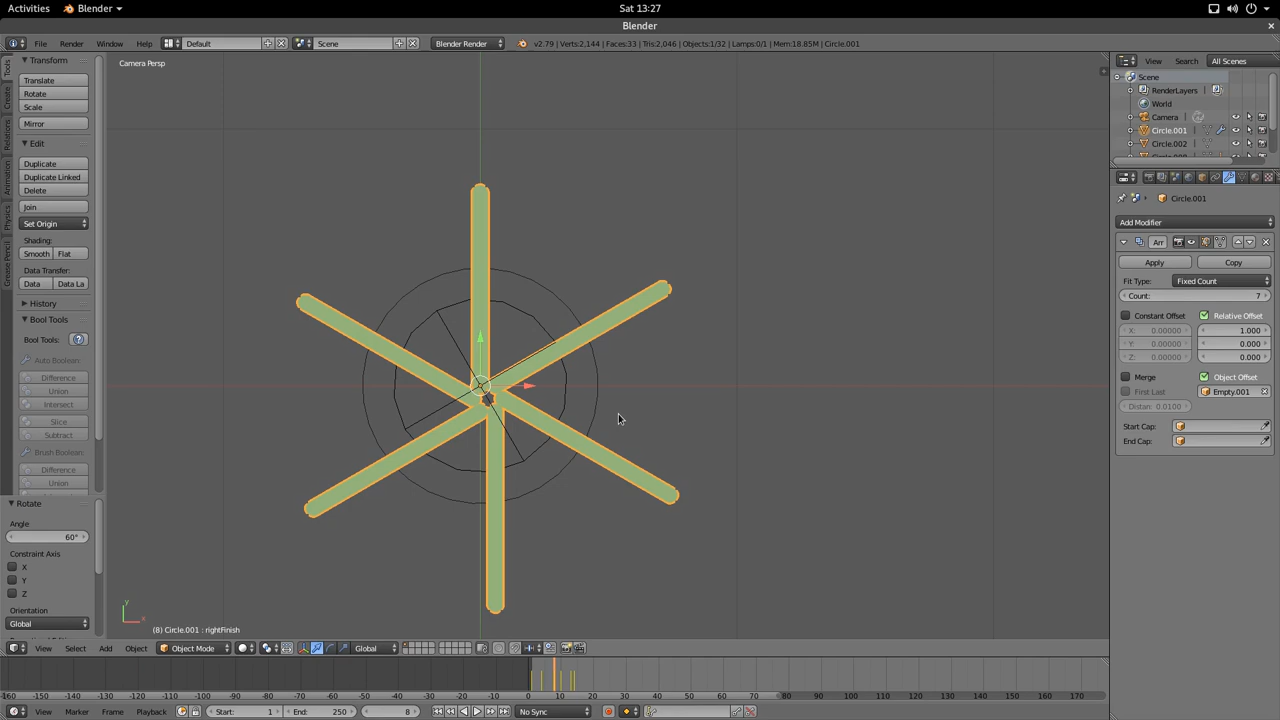 Activities Blender Sat 13:27
Blender
File Render Window Help Default Scene Blender Render v2.79 | Verts:2,144 | Faces:33 | Tris:2,046 | Objects:1/32 | Lamps:0/1 | Mem:18.85M | Circle.001
Tools
Create
Relations
Animation
Physics
Grease Pencil
Transform
Translate
Rotate
Scale
Mirror
Edit
Duplicate
Duplicate Linked
Delete
Join
Set Origin
Shading:
Smooth Flat
Data Transfer:
Data Data La
History
Bool Tools
Bool Tools:
Auto Boolean
Difference
Union
Intersect
Slice
Subtract
Brush Boolean:
Difference
Union
Rotate
Angle
60°
Constraint Axis
X
Y
Z
Orientation
Global
Camera Persp
y
x
(8) Circle.001 : rightFinish
View Select Add Object Object Mode Global
View Search All Scenes
Scene
RenderLayers
World
Camera
Circle.001
Circle.002
Circle.001
Add Modifier
Arr
Apply Copy
Fit Type: Fixed Count
Count: 7
Constant Offset Relative Offset
X: 0.00000 1.000
Y: 0.00000 0.000
Z: 0.00000 0.000
Merge Object Offset
First Last Empty.001
Distan: 0.0100
Start Cap:
End Cap:
-160 -150 -140 -130 -120 -110 -100 -90 -80 -70 -60 -50 -40 -30 -20 -10 0 10 20 30 40 50 60 70 80 90 100 110 120 130 140 150 160 170
View Marker Frame Playback Start: 1 End: 250 8 No Sync